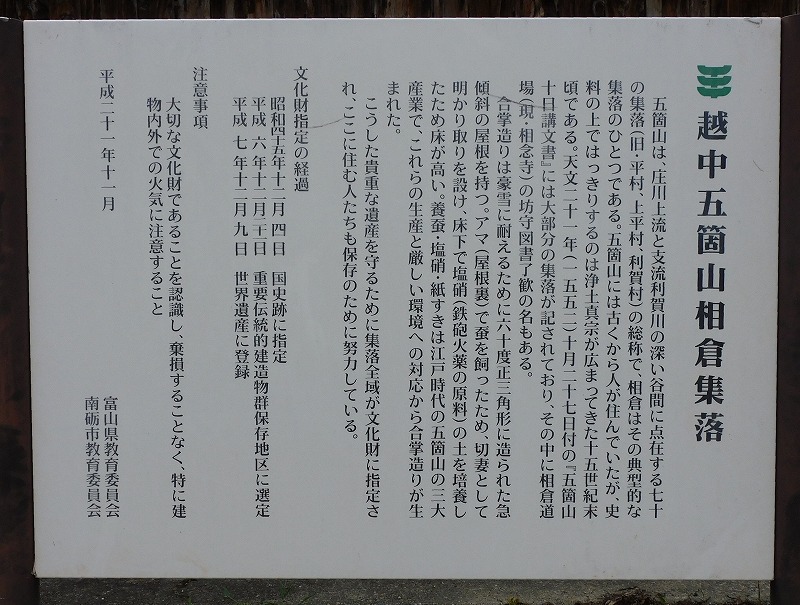 越中五箇山相倉集落
五箇山は、庄川上流と支流利賀川の深い谷間に点在する七十
の集落(旧・平村、上平村、利賀村)の総称で、相倉はその典型的な
集落のひとつである。五箇山には古くから人が住んでいたが、史
料の上ではっきりするのは浄土真宗が広まってきた十五世紀末
頃である。天文二十一年(一五五二)十月二十七日付の『五箇山
十日講文書』には大部分の集落が記されており、その中に相倉道
場(現・相念寺)の坊守図書了歓の名もある。
合掌造りは豪雪に耐えるために六十度正三角形に造られた急
傾斜の屋根を持つ。アマ(屋根裏)で蚕を飼ったため、切妻として
明かり取りを設け、床下で塩硝(鉄砲火薬の原料)の土を培養し
たため床が高い。養蚕・塩硝・紙すきは江戸時代の五箇山の三大
産業で、これらの生産と厳しい環境への対応から合掌造りが生
まれた。
こうした貴重な遺産を守るために集落全域が文化財に指定さ
れ、ここに住む人たちも保存のために努力している。
文化財指定の経過
昭和四十五年十二月 四日 国史跡に指定
平成 六年十二月二十一日 重要伝統的建造物群保存地区に選定
平成 七年十二月 九日 世界遺産に登録
注意事項
大切な文化財であることを認識し、棄損することなく、特に建
物内外での火気に注意すること
平成二十一年十一月
富山県教育委員会
南砺市教育委員会